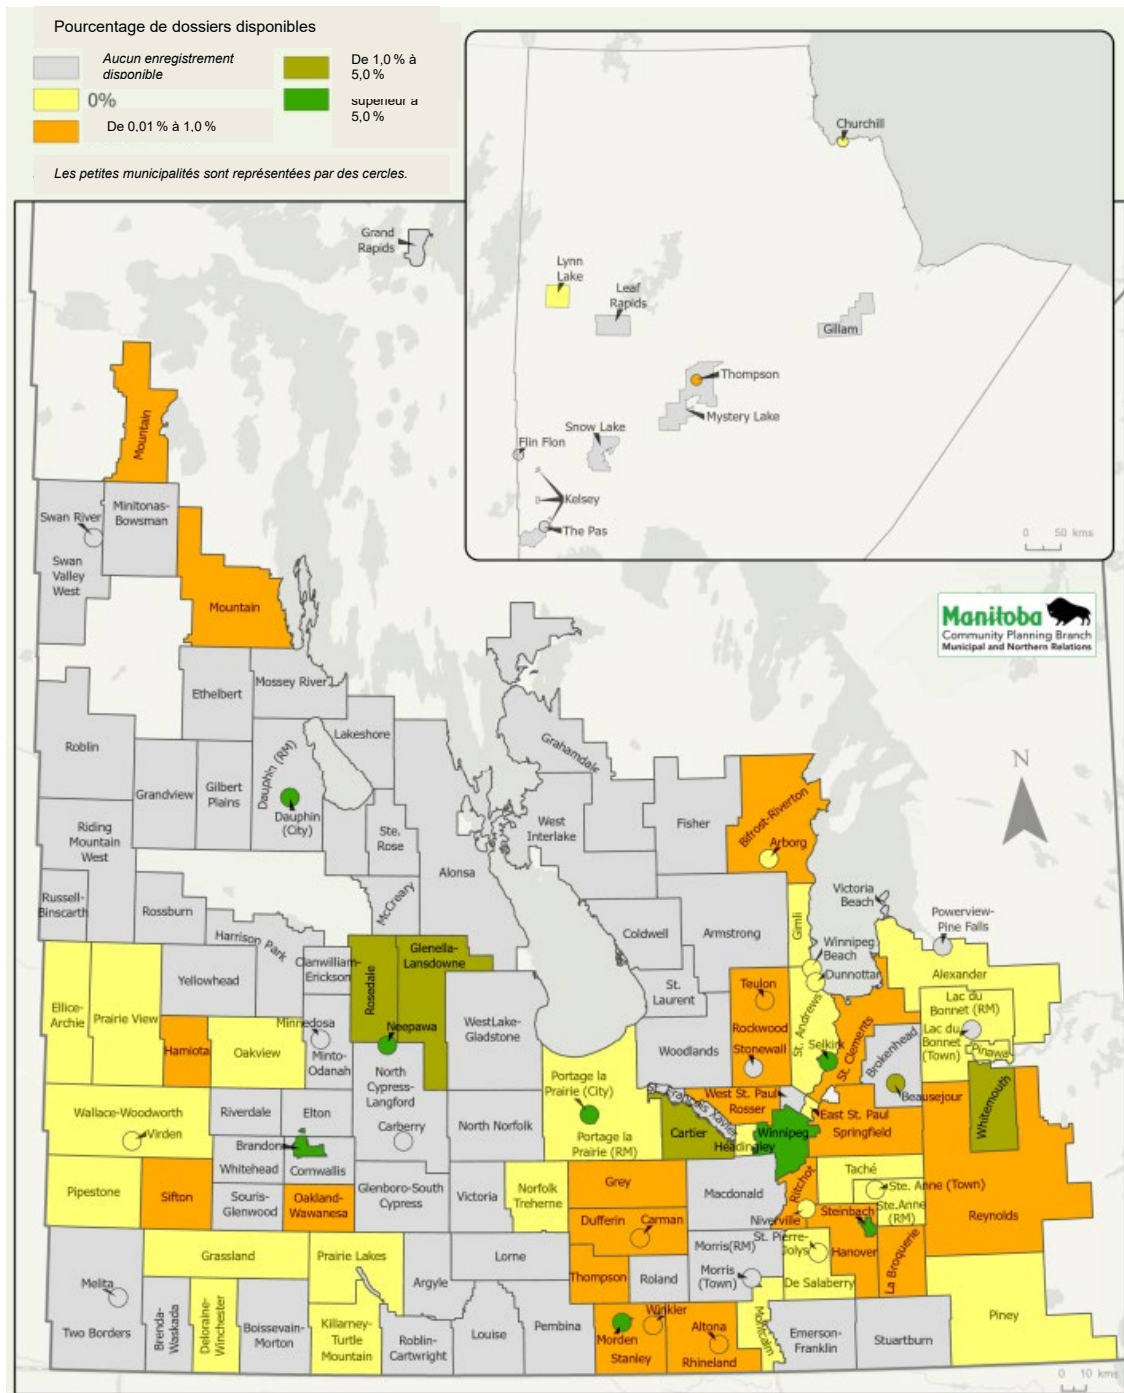 Pourcentage de dossiers disponibles
Aucun enregistrement
disponible
0%
De 0,01 % à 1,0 %
De 1,0 % à
5,0 %
supérieur à
5,0 %
Les petites municipalités sont représentées par des cercles.
Churchill
Lynn
Lake
Leaf
Rapids
Gillam
Thompson
Mystery Lake
Snow Lake
Flin Flon
Kelsey
The Pas
0 50 kms
Grand
Rapids
Mountain
Swan River
Minitonas-
Bowsman
Swan
Valley
West
Mountain
Manitoba
Community Planning Branch
Municipal and Northern Relations
N
Ethelbert
Mossey River
Roblin
Lakeshore
Grahamdale
Grandview
Gilbert
Plains
Dauphin (RM)
Dauphin
(City)
Riding
Mountain
West
Ste.
Rose
West
Interlake
Fisher
Bifrost-Riverton
Arborg
Alonsa
McCreary
Russell-
Binscarth
Rossburn
Harrison Park
Coldwell
Armstrong
Gimli
Victoria
Beach
Powerview-
Pine Falls
Winnipeg
Beach
Dunnottar
Yellowhead
Clanwilliam-
Erickson
Rosedale
Glenella-
Lansdowne
St.
Laurent
Teulon
Alexander
Lac du
Bonnet (RM)
Ellice-
Archie
Prairie View
Hamiota
Oakview
Minnedosa
Minto-
Odanah
Neepawa
WestLake-
Gladstone
Woodlands
Rockwood
Stonewall
St. Andrews
Selkirk
St. Clements
Brokenhead
Lac du
Bonnet
(Town)
Pinawa
Beausejour
Whitemouth
North
Cypress-
Langford
Carberry
Portage la
Prairie (City)
Portage la
Prairie (RM)
St. François Xavier
West St. Paul
Rosser
East St. Paul
Springfield
Wallace-Woodworth
Virden
Riverdale
Elton
North Norfolk
Cartier
Headingley
Winnipeg
Brandon
Whitehead
Cornwallis
Pipestone
Sifton
Souris-
Glenwood
Oakland-
Wawanesa
Glenboro-South
Cypress
Victoria
Norfolk
Treherne
Grey
Macdonald
Ritchot
Taché
Ste. Anne (Town)
Ste.Anne
(RM)
Reynolds
Dufferin
Carman
Niverville
Steinbach
Hanover
La Broquerie
Grassland
Prairie Lakes
Lorne
Morris(RM)
St. Pierre-
Jolys
De Salaberry
Melita
Two Borders
Brenda-
Waskada
Deloraine-
Winchester
Boissevain-
Morton
Killarney-
Turtle
Mountain
Argyle
Roblin-
Cartwright
Louise
Pembina
Thompson
Roland
Morris
(Town)
Winkler
Morden
Stanley
Altona
Rhineland
Montcalm
Emerson-
Franklin
Stuartburn
Piney
0 10 kms